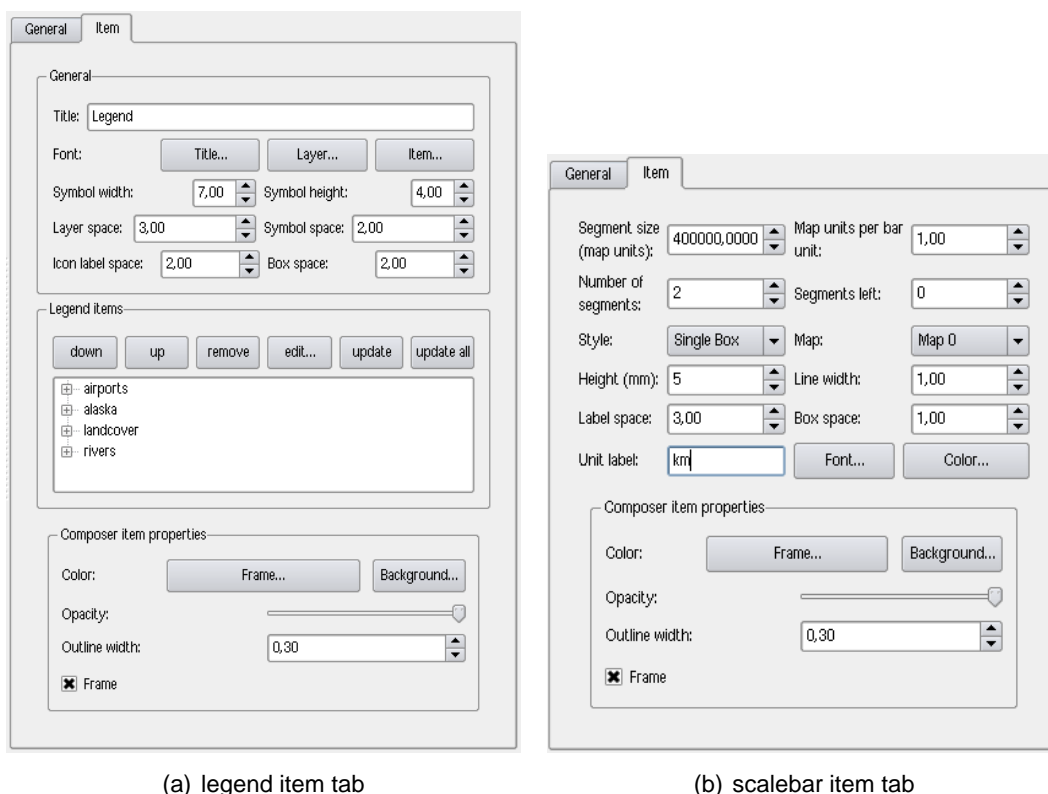 General Item
General
Title: Legend
Font: Title... Layer... Item...
Symbol width: 7,00 Symbol height: 4,00
Layer space: 3,00 Symbol space: 2,00
Icon label space: 2,00 Box space: 2,00
Legend items
down up remove edit... update update all
airports
alaska
landcover
rivers
Composer item properties
Color: Frame... Background...
Opacity:
Outline width: 0,30
Frame
(a) legend item tab
General Item
Segment size (map units): 400000,0000 Map units per bar unit: 1,00
Number of segments: 2 Segments left: 0
Style: Single Box Map: Map 0
Height (mm): 5 Line width: 1,00
Label space: 3,00 Box space: 1,00
Unit label: km Font... Color...
Composer item properties
Color: Frame... Background...
Opacity:
Outline width: 0,30
Frame
(b) scalebar item tab